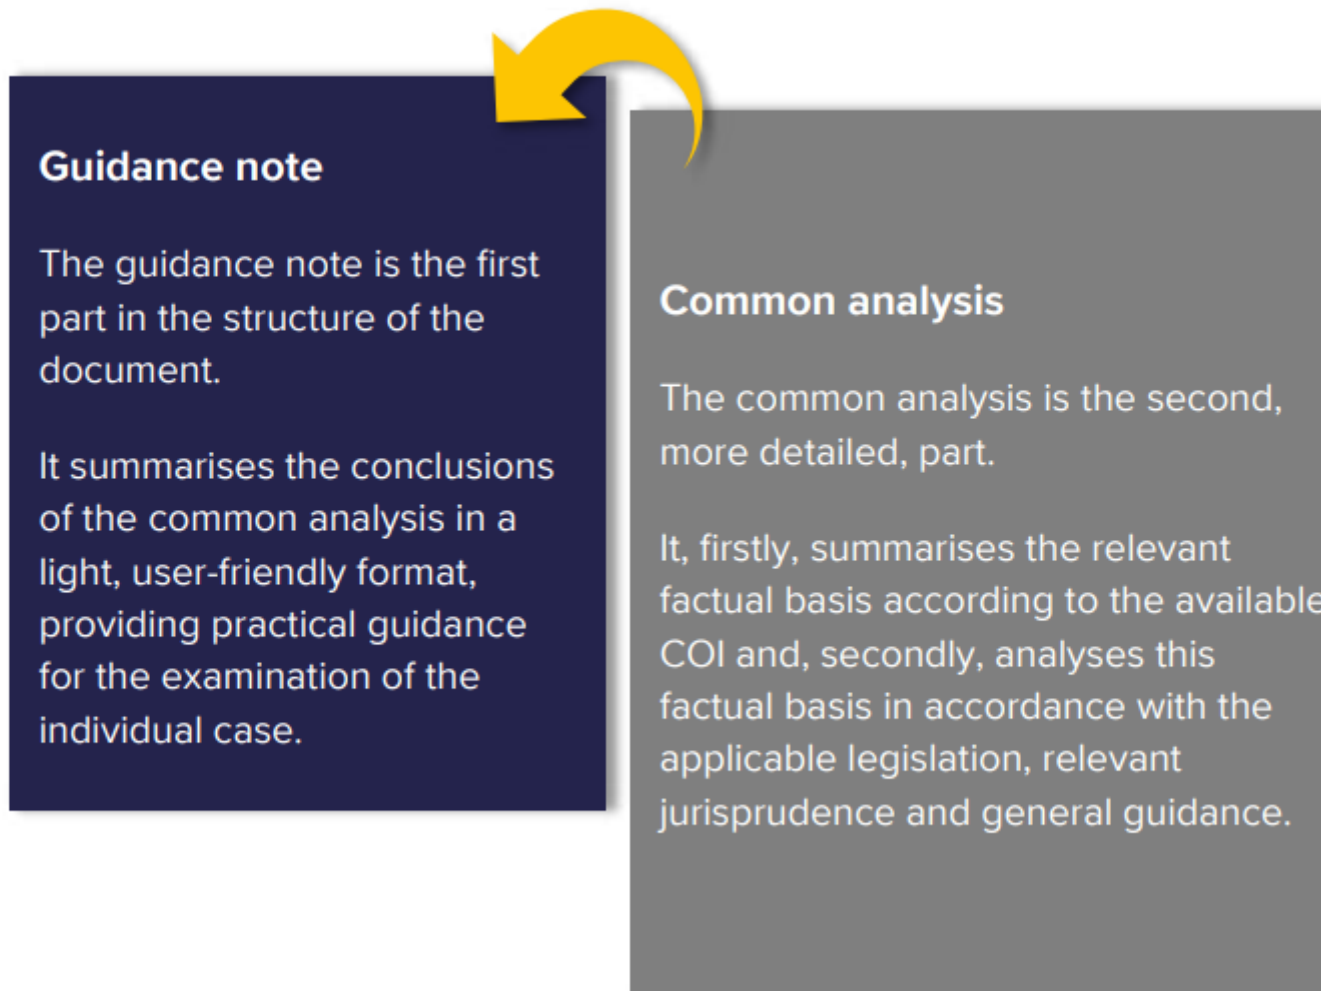 Guidance note
The guidance note is the first
part in the structure of the
document.
It summarises the conclusions
of the common analysis in a
light, user-friendly format,
providing practical guidance
for the examination of the
individual case.
Common analysis
The common analysis is the second,
more detailed, part.
It, firstly, summarises the relevant
factual basis according to the available
COI and, secondly, analyses this
factual basis in accordance with the
applicable legislation, relevant
jurisprudence and general guidance.